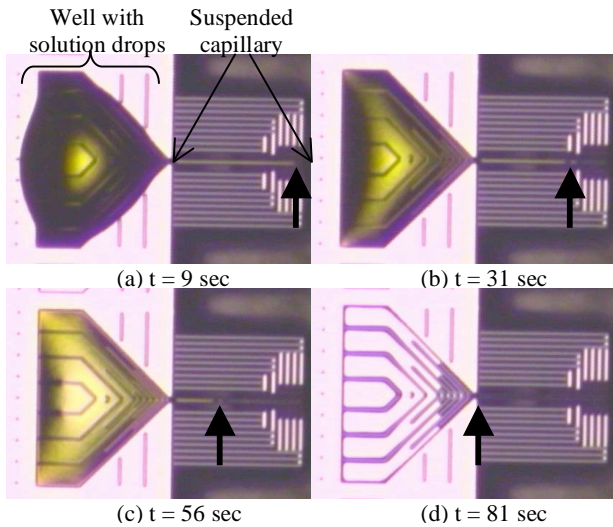 Well with
solution drops
Suspended
capillary
(a) t = 9 sec
(b) t = 31 sec
(c) t = 56 sec
(d) t = 81 sec